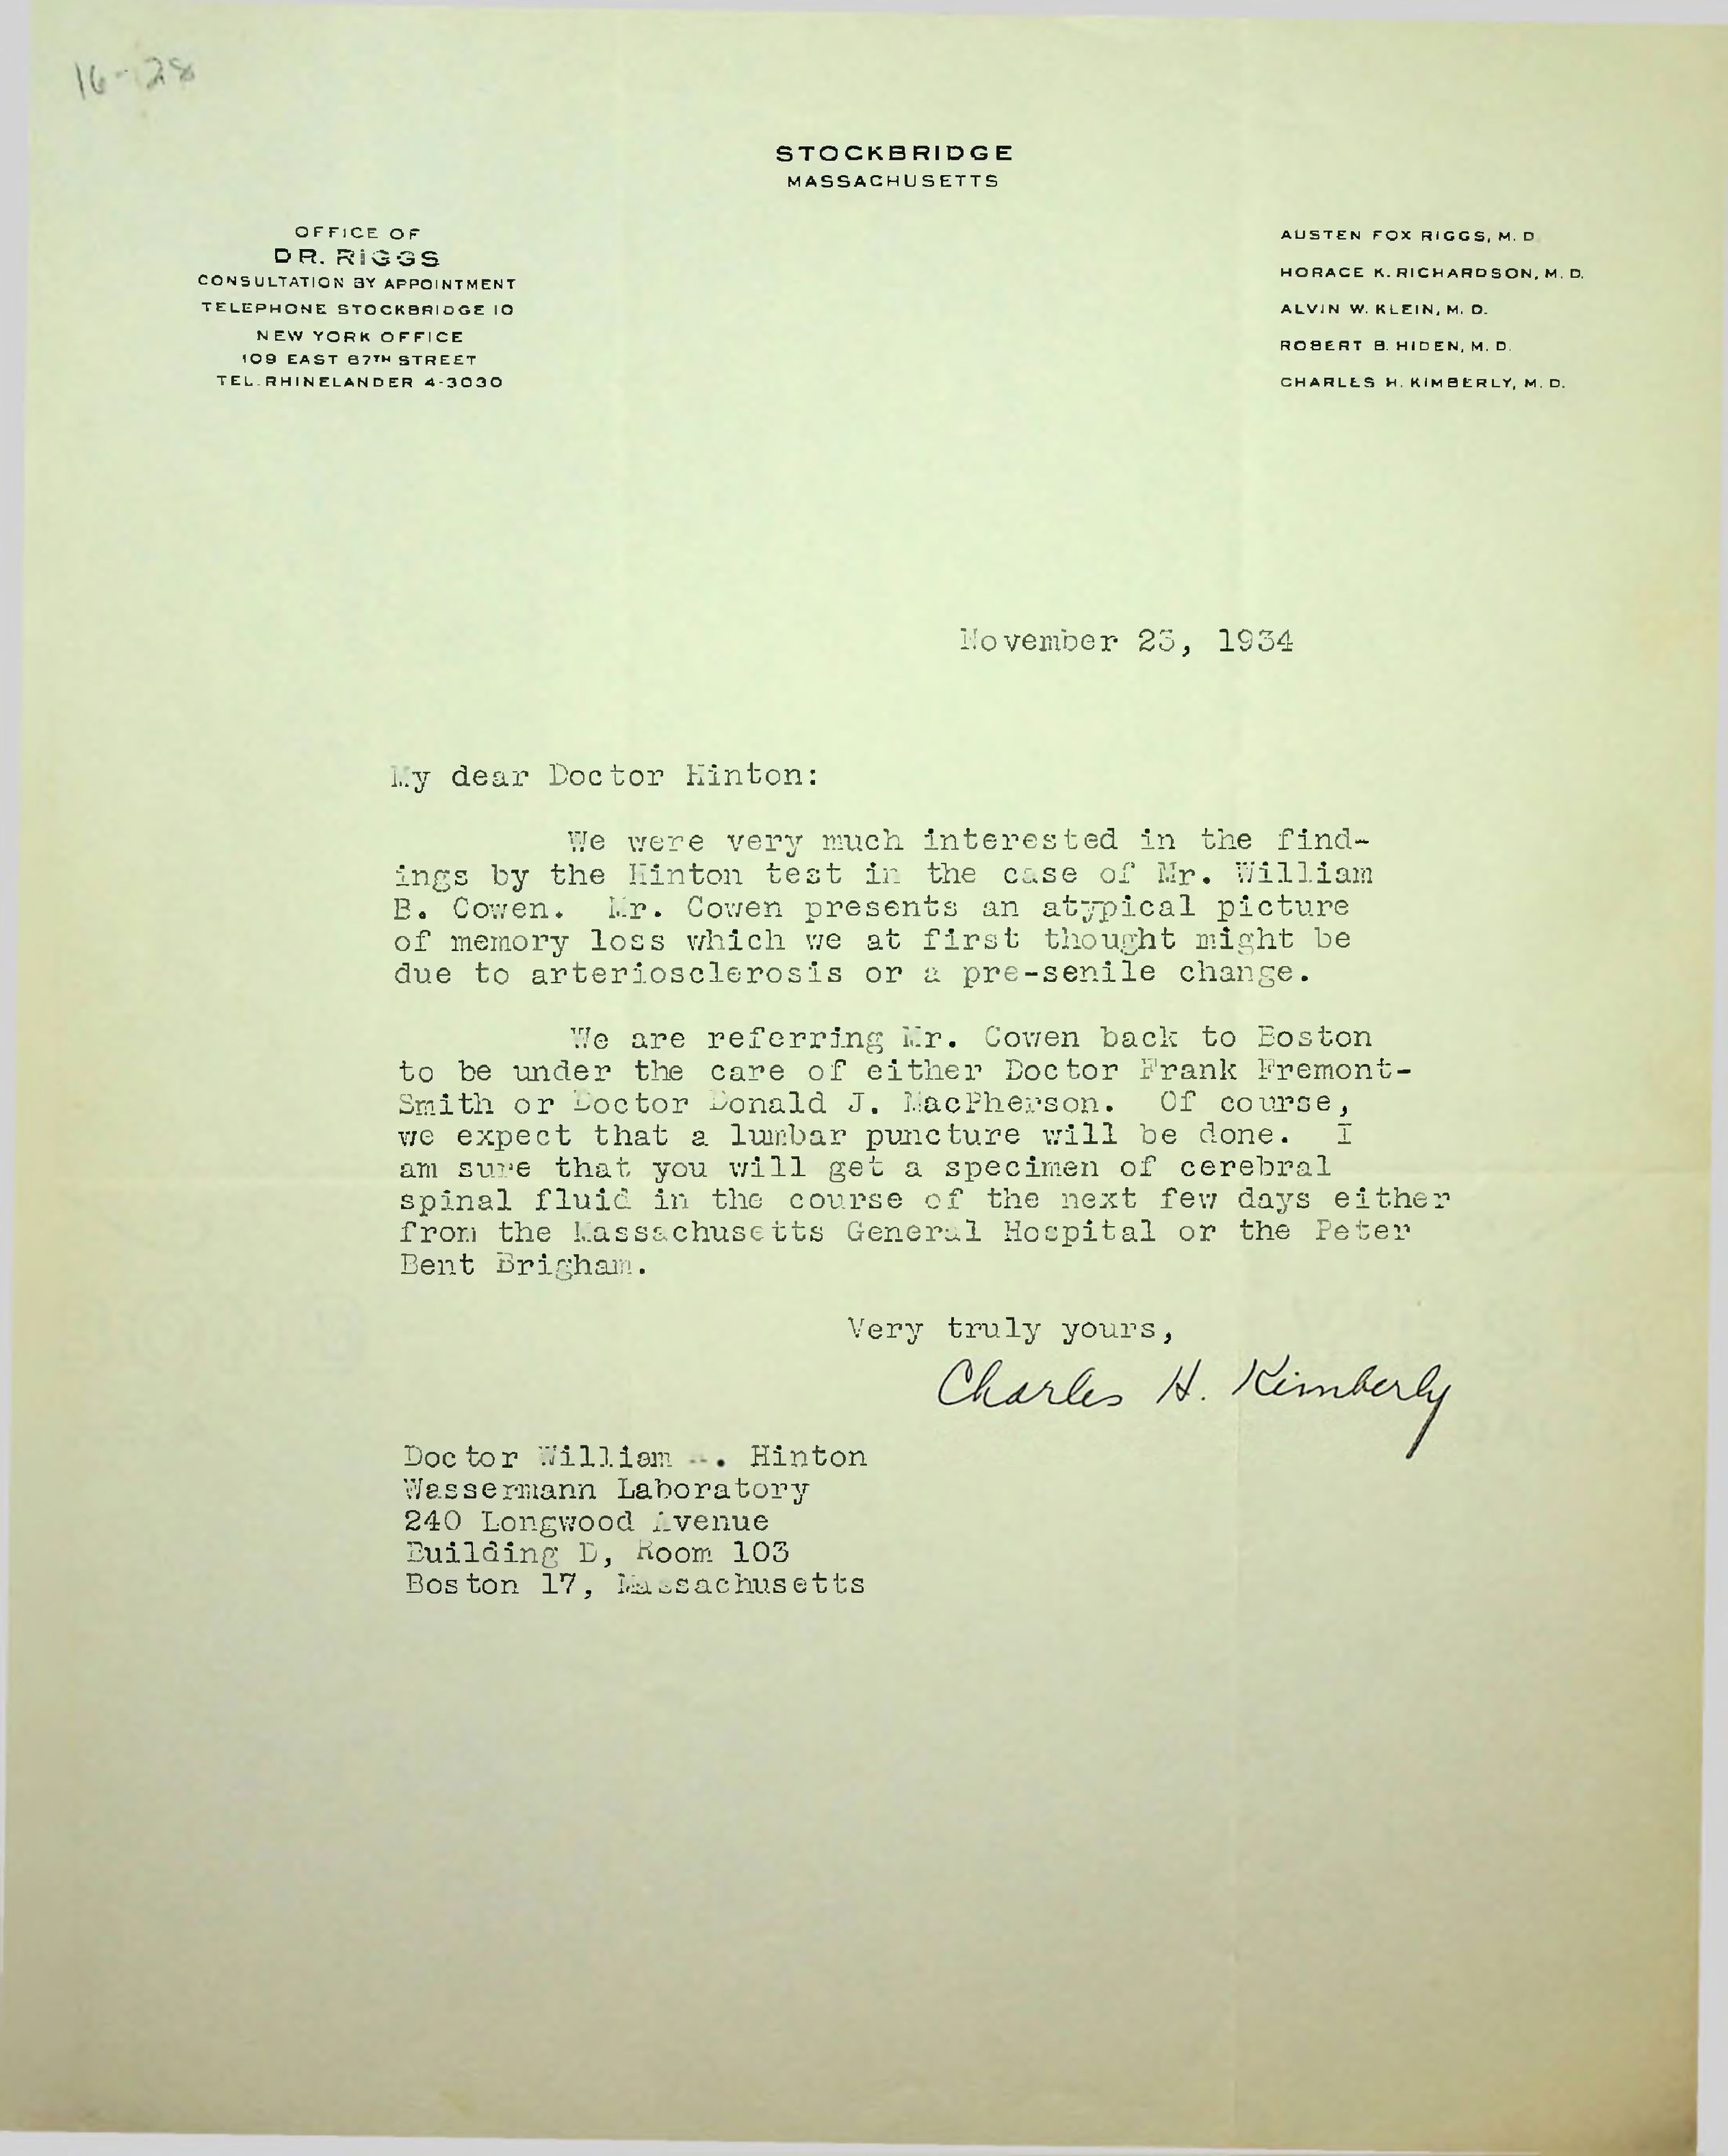 16-128
STOCKBRIDGE
MASSACHUSETTS
OFFICE OF
DR. RIGGS
CONSULTATION BY APPOINTMENT
TELEPHONE STOCKBRIDGE 10
NEW YORK OFFICE
109 EAST 67TH STREET
TEL. RHINELANDER 4-3030
AUSTEN FOX RIGGS, M. D.
HORACE K. RICHARDSON, M. D.
ALVIN W. KLEIN, M. D.
ROBERT B. HIDEN, M. D.
CHARLES H. KIMBERLY, M. D.
November 23, 1934
My dear Doctor Hinton:
We were very much interested in the find-
ings by the Hinton test in the case of Mr. William
B. Cowen. Mr. Cowen presents an atypical picture
of memory loss which we at first thought might be
due to arteriosclerosis or a pre-senile change.
We are referring Mr. Cowen back to Boston
to be under the care of either Doctor Frank Fremont-
Smith or Doctor Donald J. MacPherson. Of course,
we expect that a lumbar puncture will be done. I
am sure that you will get a specimen of cerebral
spinal fluid in the course of the next few days either
from the Massachusetts General Hospital or the Peter
Bent Brigham.
Very truly yours,
Charles H. Kimberly
Doctor William . Hinton
Wassermann Laboratory
240 Longwood Avenue
Building D, Room 103
Boston 17, Massachusetts